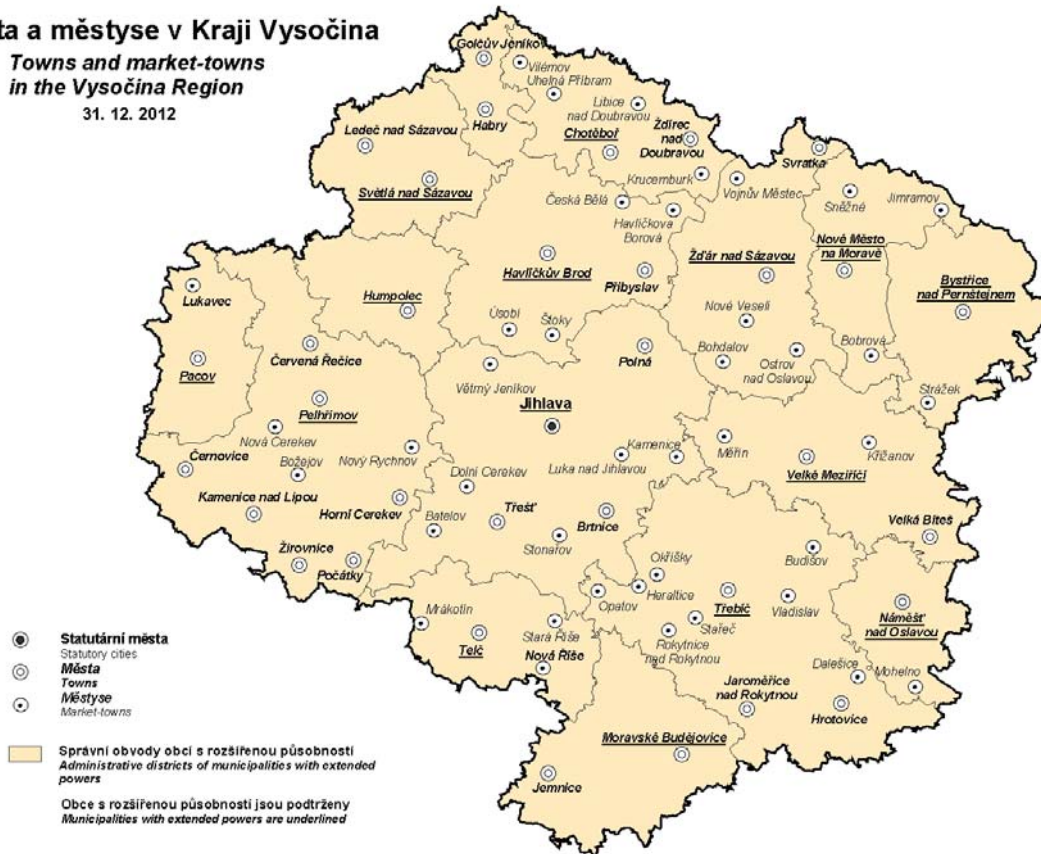 ta a městyse v Kraji Vysočina
Towns and market-towns
in the Vysočina Region
31. 12. 2012
Golčův Jeníkov
Vilémov
Uhelná Příbram
Libice
nad Doubravou
Habry
Ledeč nad Sázavou
Chotěboř
Ždírec
nad
Doubravou
Svratka
Krucemburk
Vojnův Městec
Sněžné
Jimramov
Světlá nad Sázavou
Česká Bělá
Havlíčkova
Borová
Nové Město
na Moravě
Havlíčkův Brod
Přibyslav
Žďár nad Sázavou
Bystřice
nad Pernštejnem
Lukavec
Humpolec
Nové Veselí
Úsobí
Štoky
Červená Řečice
Polná
Bohdalov
Ostrov
nad Oslavou
Bobrová
Pacov
Větrný Jeníkov
Strážek
Pelhřimov
Jihlava
Nová Cerekev
Černovice
Božejov
Nový Rychnov
Kamenice
Luka nad Jihlavou
Měřín
Křižanov
Velké Meziříčí
Dolní Cerekev
Kamenice nad Lipou
Horní Cerekev
Batelov
Třešť
Brtnice
Velká Bíteš
Stonařov
Žirovnice
Počátky
Okříšky
Budišov
Heraltice
Opatov
Třebíč
Vladislav
Náměšť
nad Oslavou
Mrákotín
Telč
Stará Říše
Nová Říše
Stařeč
Rokytnice
nad Rokytnou
Dalešice
Mohelno
Jaroměřice
nad Rokytnou
Hrotovice
Moravské Budějovice
Jemnice
Statutární města
Statutory cities
Města
Towns
Městyse
Market-towns
Správní obvody obcí s rozšířenou působností
Administrative districts of municipalities with extended
powers
Obce s rozšířenou působností jsou podtrženy
Municipalities with extended powers are underlined